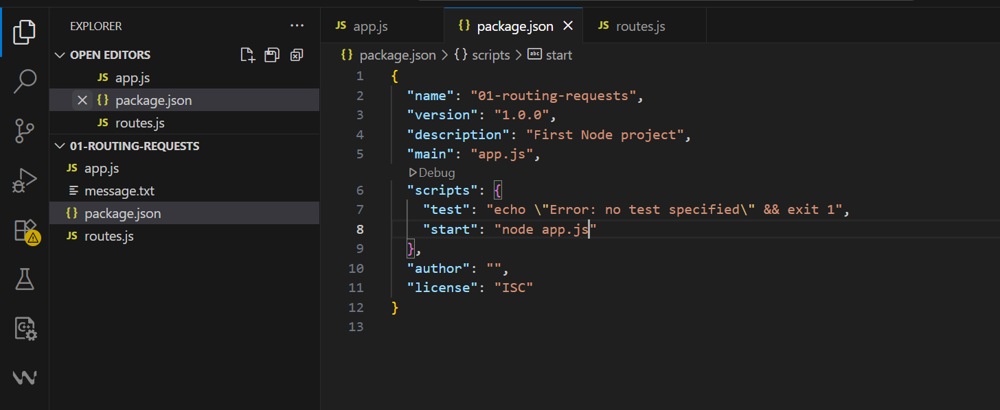 EXPLORER
OPEN EDITORS
JS app.js
{} package.json
JS routes.js
01-ROUTING-REQUESTS
JS app.js
message.txt
{} package.json
JS routes.js
JS app.js {} package.json JS routes.js
{} package.json > {} scripts > abc start
1 {
2 "name": "01-routing-requests",
3 "version": "1.0.0",
4 "description": "First Node project",
5 "main": "app.js",
Debug
6 "scripts": {
7 "test": "echo \"Error: no test specified\" && exit 1",
8 "start": "node app.js"
9 },
10 "author": "",
11 "license": "ISC"
12 }
13